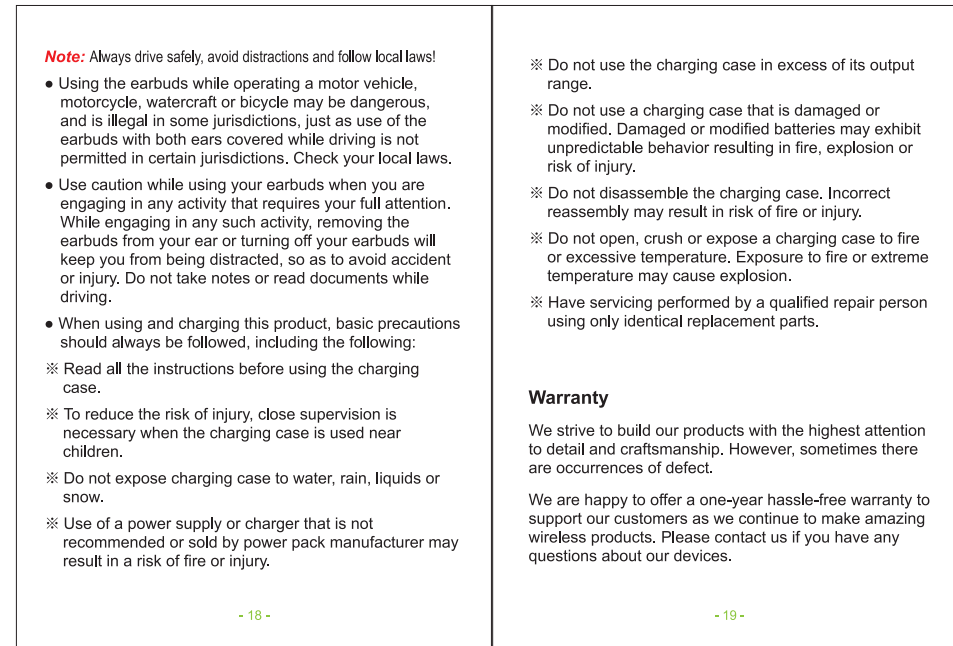 Note: Always drive safely, avoid distractions and follow local laws!
● Using the earbuds while operating a motor vehicle,
motorcycle, watercraft or bicycle may be dangerous,
and is illegal in some jurisdictions, just as use of the
earbuds with both ears covered while driving is not
permitted in certain jurisdictions. Check your local laws.
● Use caution while using your earbuds when you are
engaging in any activity that requires your full attention.
While engaging in any such activity, removing the
earbuds from your ear or turning off your earbuds will
keep you from being distracted, so as to avoid accident
or injury. Do not take notes or read documents while
driving.
● When using and charging this product, basic precautions
should always be followed, including the following:
※ Read all the instructions before using the charging
case.
※ To reduce the risk of injury, close supervision is
necessary when the charging case is used near
children.
※ Do not expose charging case to water, rain, liquids or
snow.
※ Use of a power supply or charger that is not
recommended or sold by power pack manufacturer may
result in a risk of fire or injury.
- 18 -
※ Do not use the charging case in excess of its output
range.
※ Do not use a charging case that is damaged or
modified. Damaged or modified batteries may exhibit
unpredictable behavior resulting in fire, explosion or
risk of injury.
※ Do not disassemble the charging case. Incorrect
reassembly may result in risk of fire or injury.
※ Do not open, crush or expose a charging case to fire
or excessive temperature. Exposure to fire or extreme
temperature may cause explosion.
※ Have servicing performed by a qualified repair person
using only identical replacement parts.
Warranty
We strive to build our products with the highest attention
to detail and craftsmanship. However, sometimes there
are occurrences of defect.
We are happy to offer a one-year hassle-free warranty to
support our customers as we continue to make amazing
wireless products. Please contact us if you have any
questions about our devices.
- 19 -